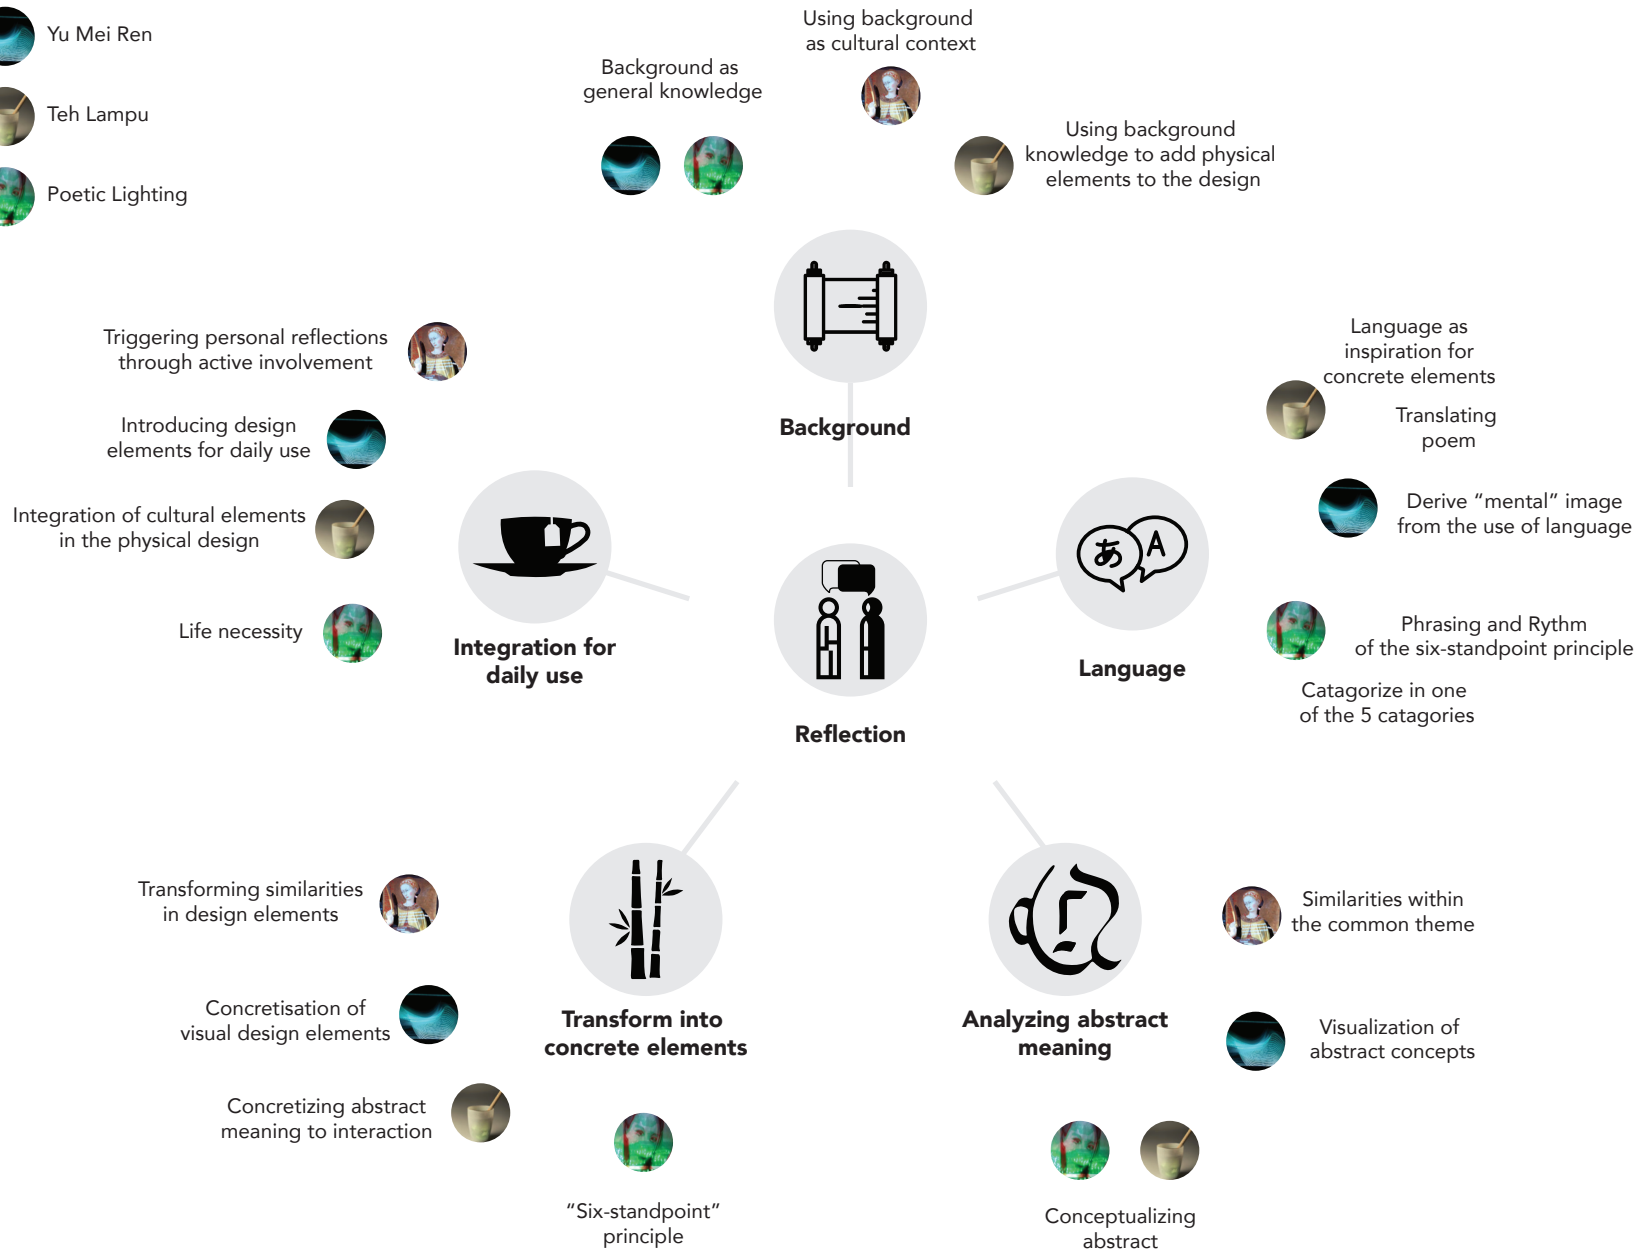 Yu Mei Ren
Teh Lampu
Poetic Lighting
Using background
as cultural context
Background as
general knowledge
Using background
knowledge to add physical
elements to the design
Background
Triggering personal reflections
through active involvement
Introducing design
elements for daily use
Integration of cultural elements
in the physical design
Life necessity
Integration for
daily use
あ A
Reflection
Language as
inspiration for
concrete elements
Translating
poem
Derive “mental” image
from the use of language
Phrasing and Rythm
of the six-standpoint principle
Catagorize in one
of the 5 catagories
Language
Transforming similarities
in design elements
Concretisation of
visual design elements
Concretizing abstract
meaning to interaction
“Six-standpoint”
principle
Transform into
concrete elements
Analyzing abstract
meaning
Similarities within
the common theme
Visualization of
abstract concepts
Conceptualizing
abstract